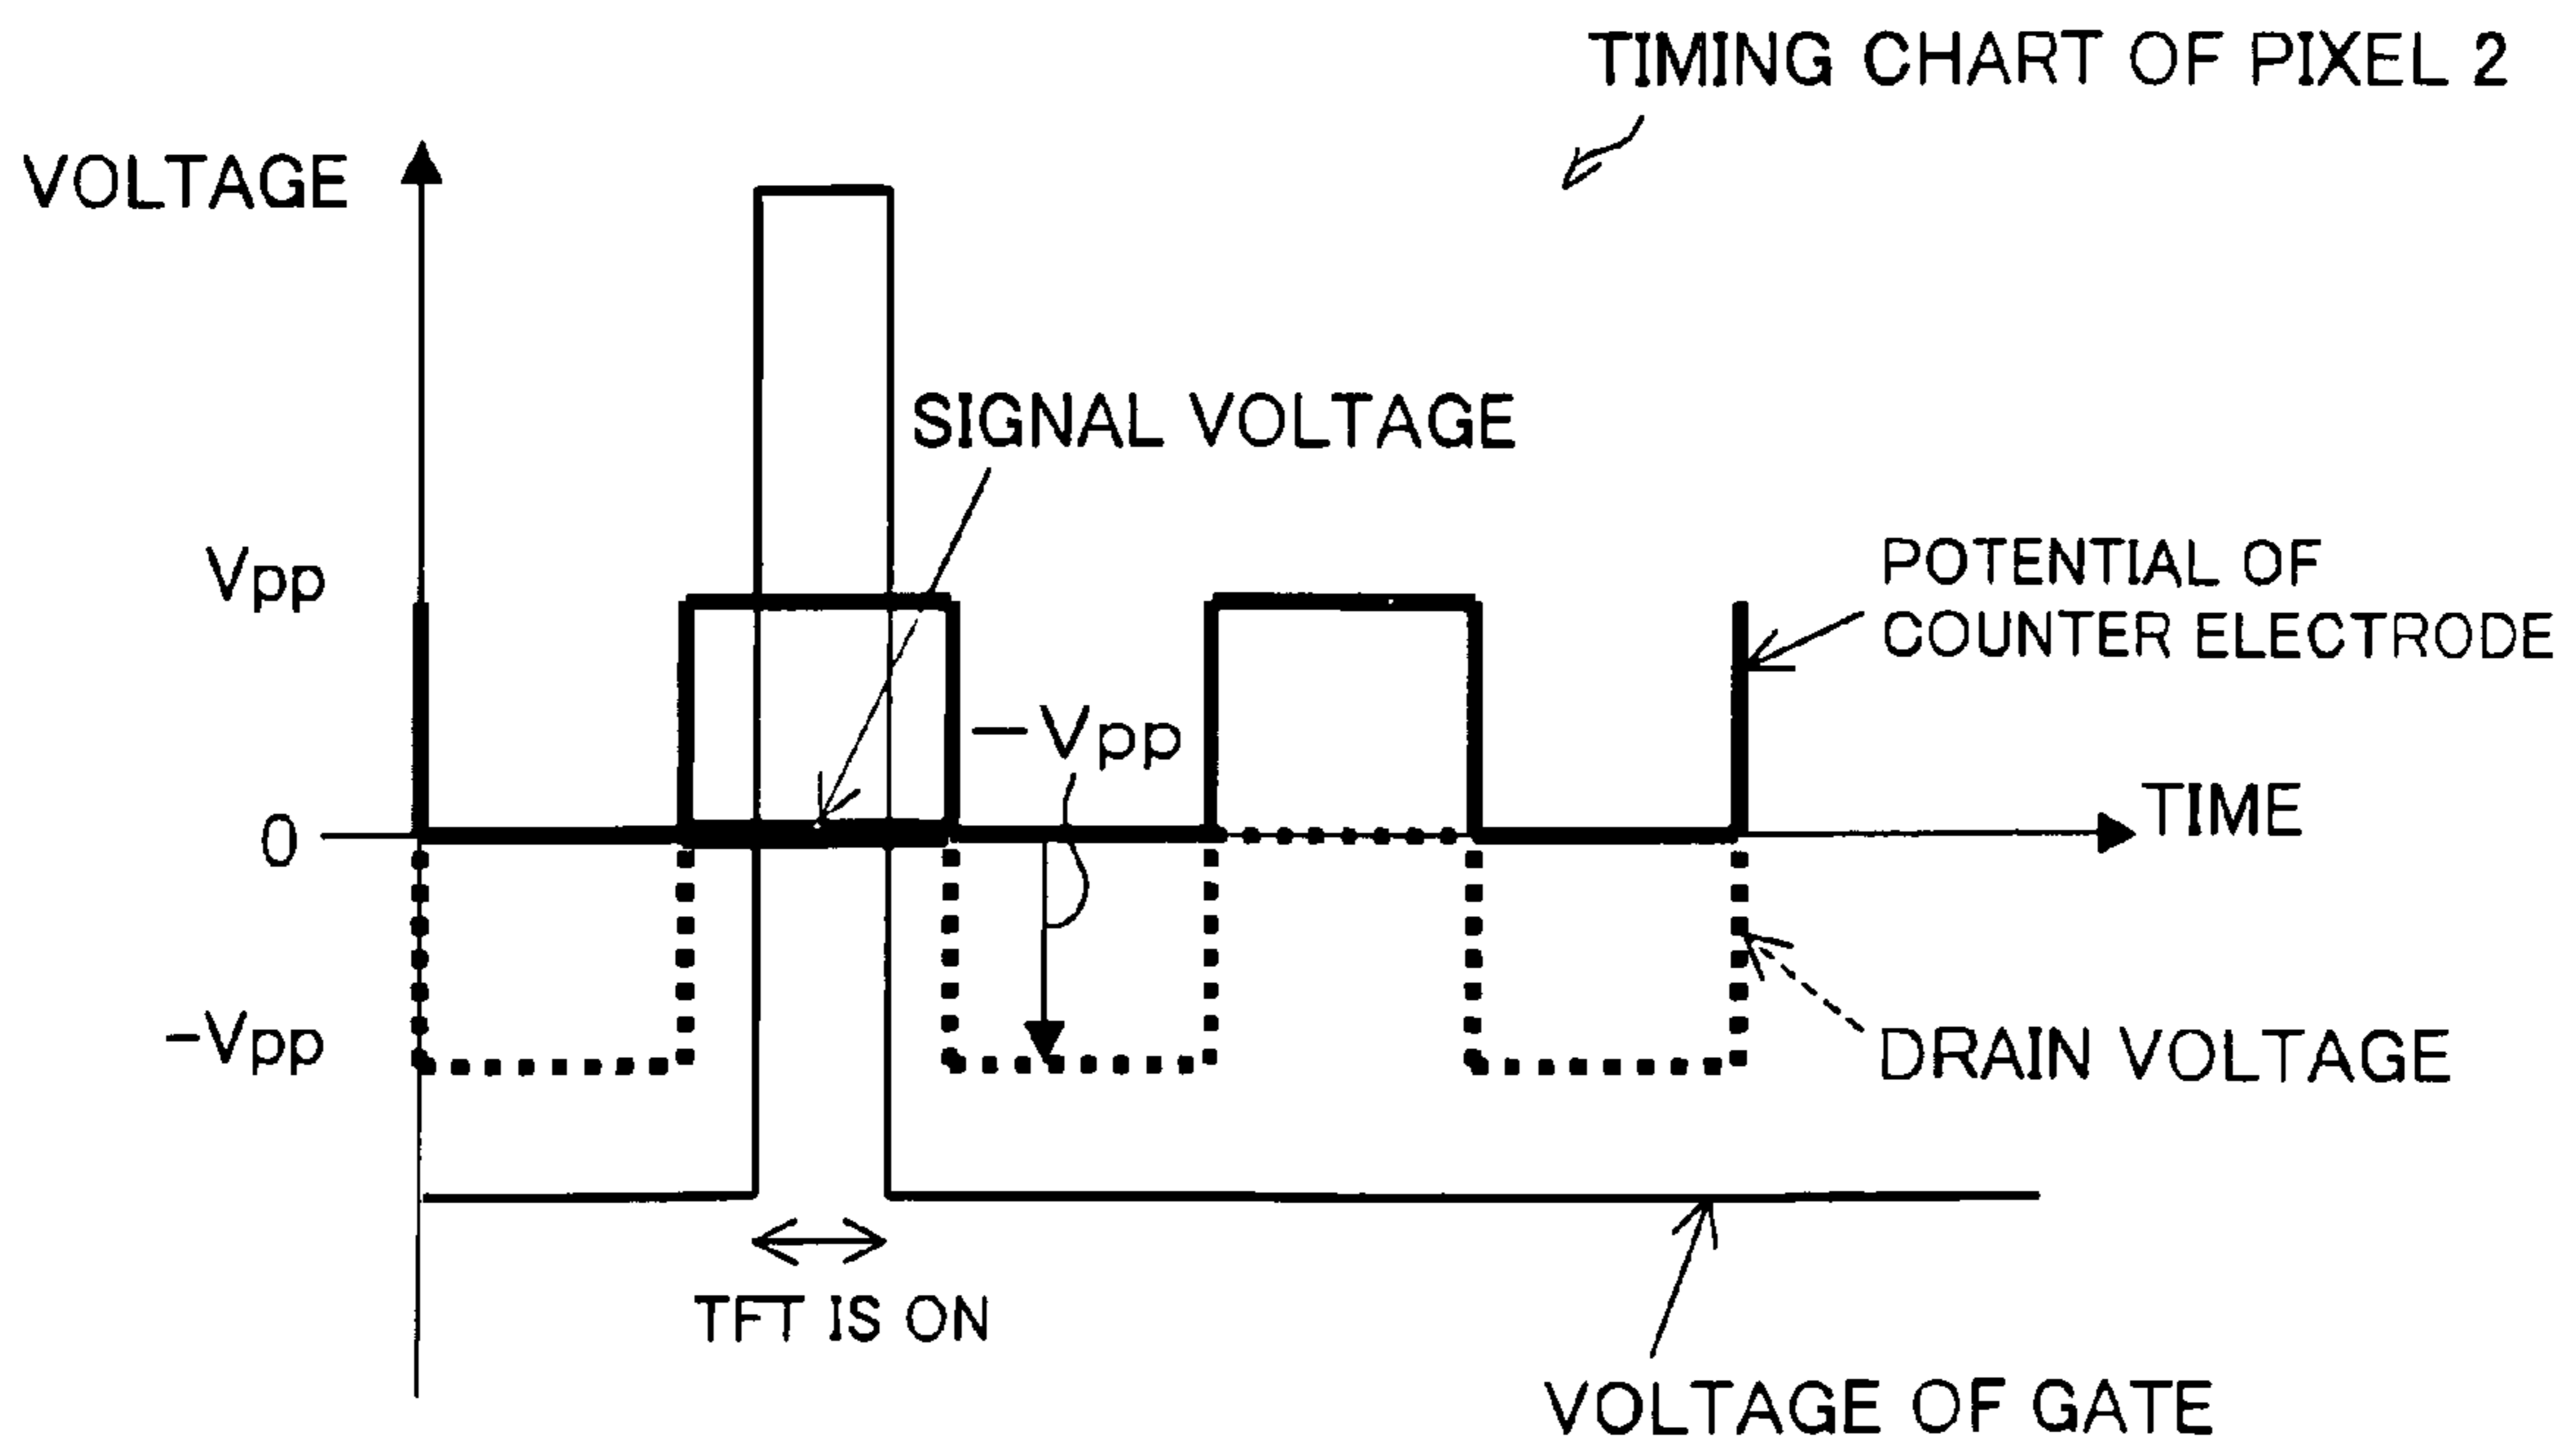 TIMING CHART OF PIXEL 2
VOLTAGE
SIGNAL VOLTAGE
Vpp
POTENTIAL OF
COUNTER ELECTRODE
−Vpp
TIME
0
−Vpp
DRAIN VOLTAGE
TFT IS ON
VOLTAGE OF GATE